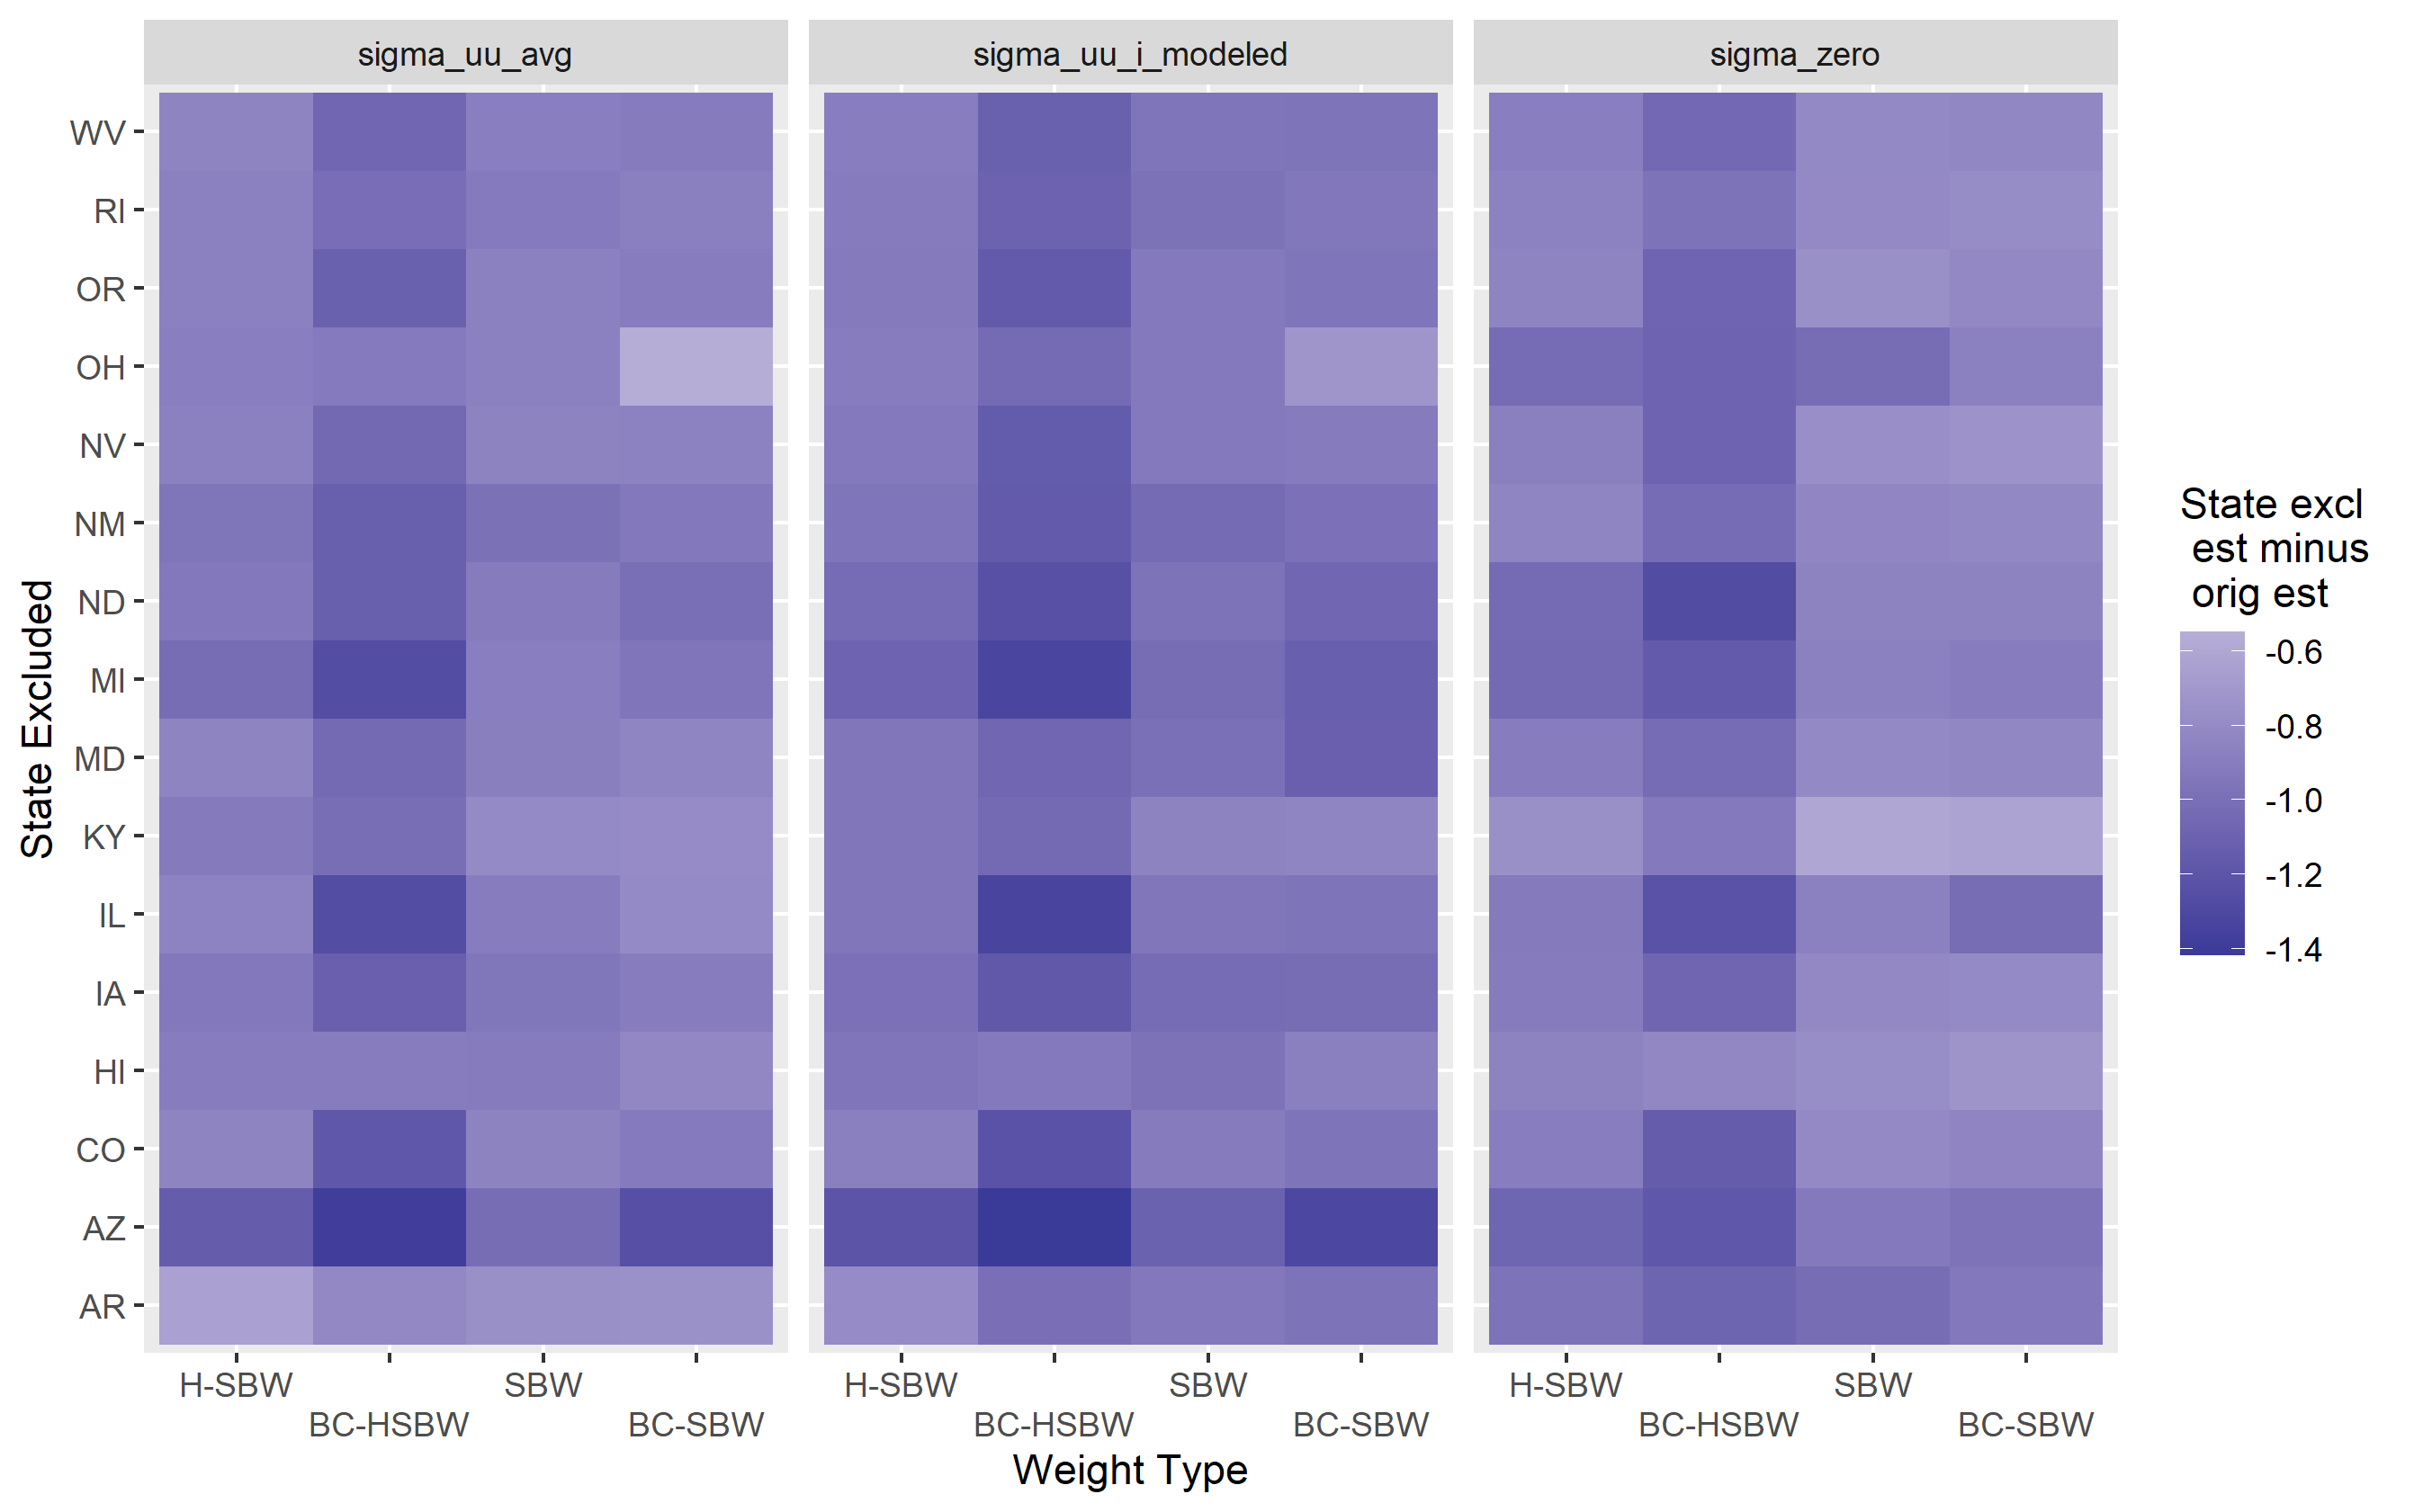 sigma_uu_avg
sigma_uu_i_modeled
sigma_zero
State Excluded
WV
RI
OR
OH
NV
NM
ND
MI
MD
KY
IL
IA
HI
CO
AZ
AR
H-SBW SBW H-SBW SBW H-SBW SBW
BC-HSBW BC-SBW BC-HSBW BC-SBW BC-HSBW BC-SBW
Weight Type
State excl
est minus
orig est
-0.6
-0.8
-1.0
-1.2
-1.4